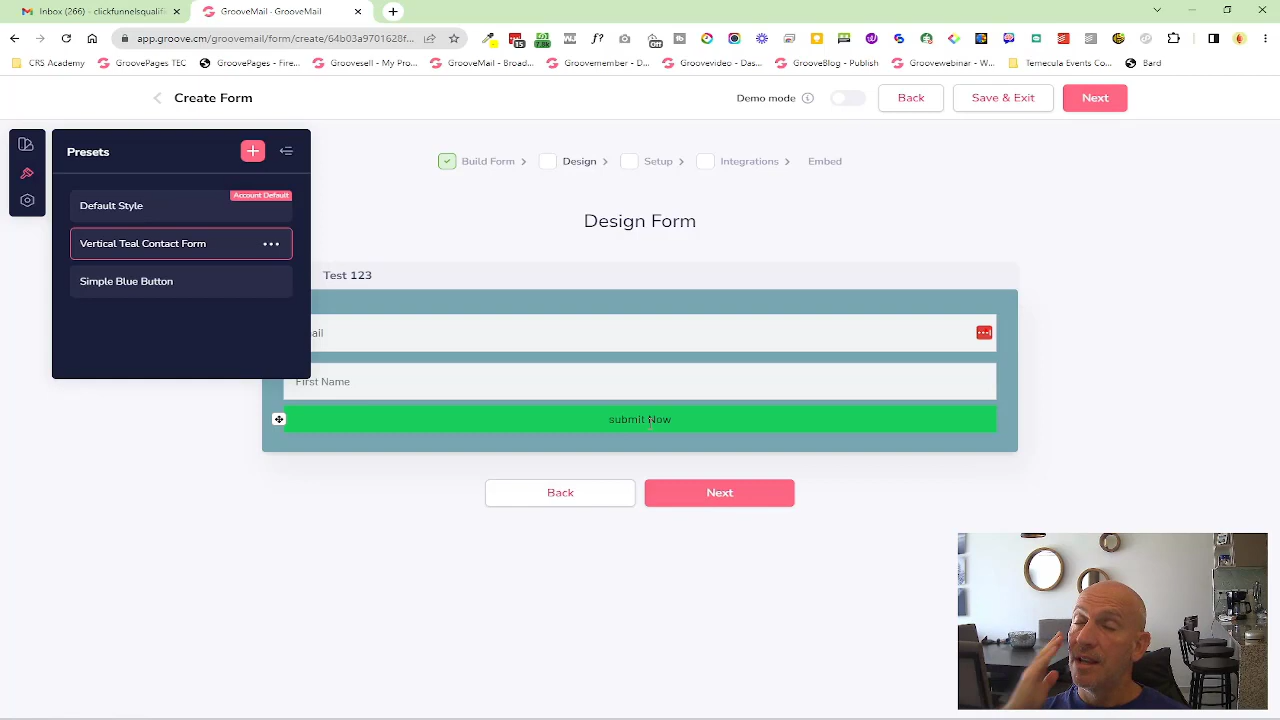 Inbox (266) - clickfunnelsqualifi
GrooveMail - GrooveMail
app.groove.cm/groovemail/form/create/64b03a9701620f...
CRS Academy
GroovePages TEC
GroovePages - Fire...
Groovesell - My Pro...
GrooveMail - Broad...
Groovemember - D...
Groovevideo - Das...
GrooveBlog - Publish
Groovewebinar - W...
Temecula Events Co...
Bard
Create Form
Demo mode
Back
Save & Exit
Next
Presets
Build Form
Design
Setup
Integrations
Embed
Default Style
Account Default
Vertical Teal Contact Form
Simple Blue Button
Design Form
Test 123
ail
First Name
submit Now
Back
Next